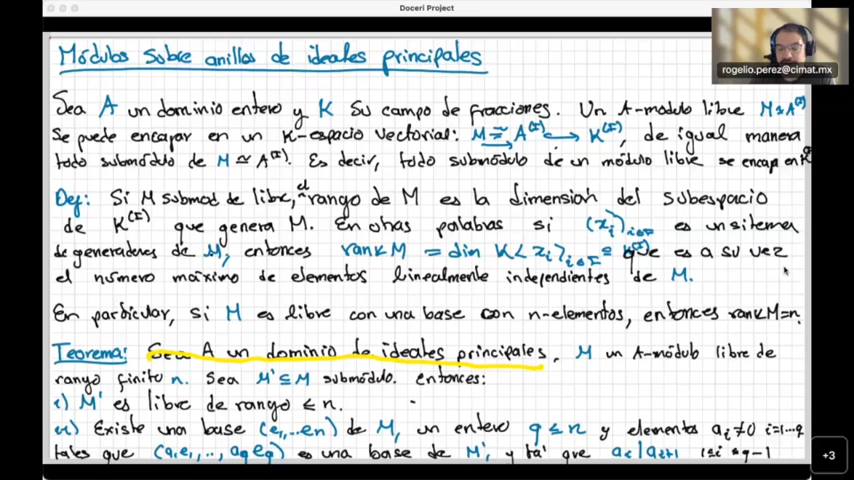 Doceri Project
rogelio.perez@cimat.mx
Módulos sobre anillos de ideales principales
Sea A un dominio entero y K su campo de fracciones. Un A-modulo libre M≅A^(I)
se puede encajar en un K-espacio vectorial: M ≅ A^(I) ↪ K^(I), de igual manera
todo submódulo de M ≅ A^(I). Es decir, todo submódulo de un módulo libre se encaja en K^(I)
Def: Si M submod de libre, el rango de M es la dimension del subespacio
de K^(I) que genera M. En otras palabras si (x_i)_{i∈I} es un sistema
de generadores de M, entonces rank M = dim K<x_i>_{i∈I} ⊆ K^(I) que es a su vez
el número máximo de elementos linealmente independientes de M.
En particular, si M es libre con una base con n-elementos, entonces rank M=n.
Teorema: Sea A un dominio de ideales principales, M un A-módulo libre de
rango finito n. Sea M' ⊆ M submódulo. entonces:
i) M' es libre de rango ≤ n.
ii) Existe una base (e_1,...,e_n) de M, un entero q ≤ n y elementos a_i ≠ 0 i=1...q
tales que (a_1e_1, ..., a_qe_q) es una base de M', y tal que a_i | a_{i+1} 1≤i≤q-1
+3